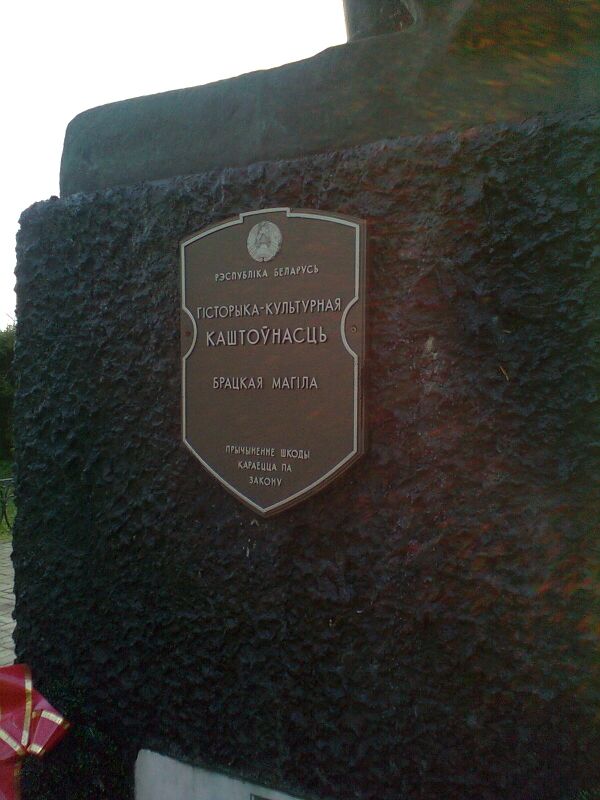 РЭСПУБЛІКА БЕЛАРУСЬ
ГІСТОРЫКА-КУЛЬТУРНАЯ
КАШТОЎНАСЦЬ
БРАЦКАЯ МАГІЛА
ПРЫЧЫНЕННЕ ШКОДЫ
КАРАЕЦЦА ПА
ЗАКОНУ